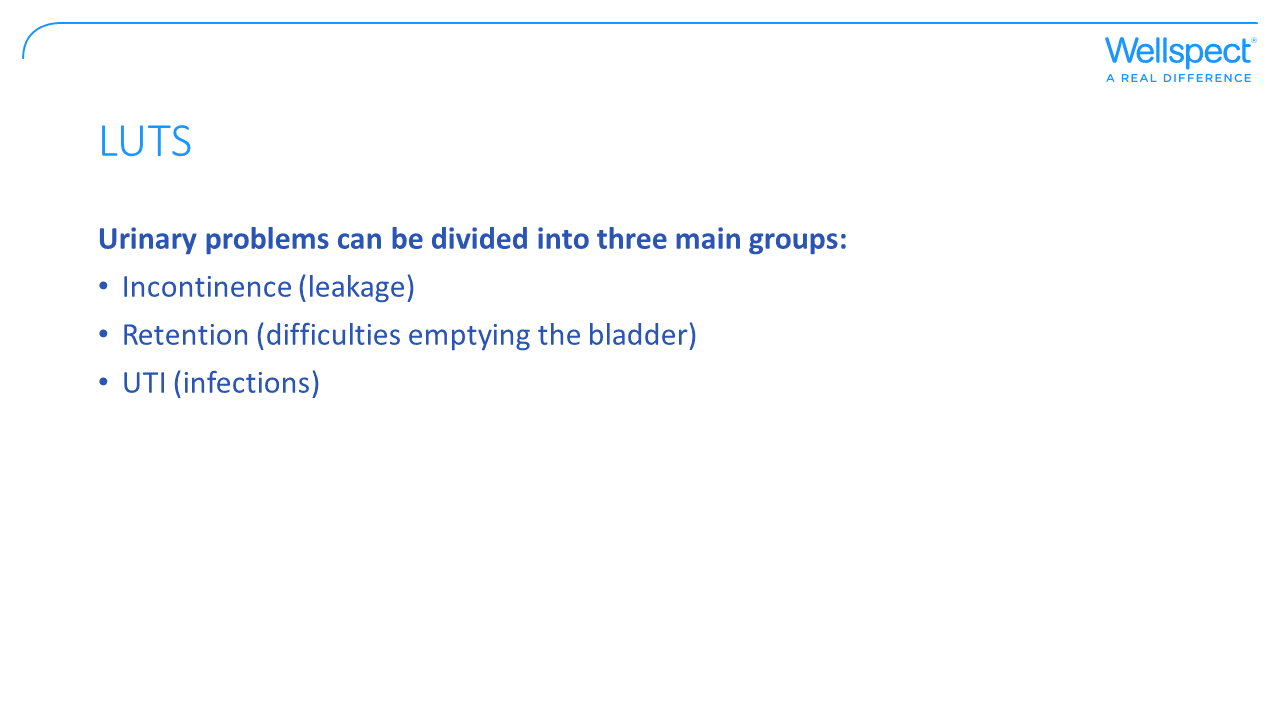 Wellspect®
A REAL DIFFERENCE
LUTS
Urinary problems can be divided into three main groups:
• Incontinence (leakage)
• Retention (difficulties emptying the bladder)
• UTI (infections)